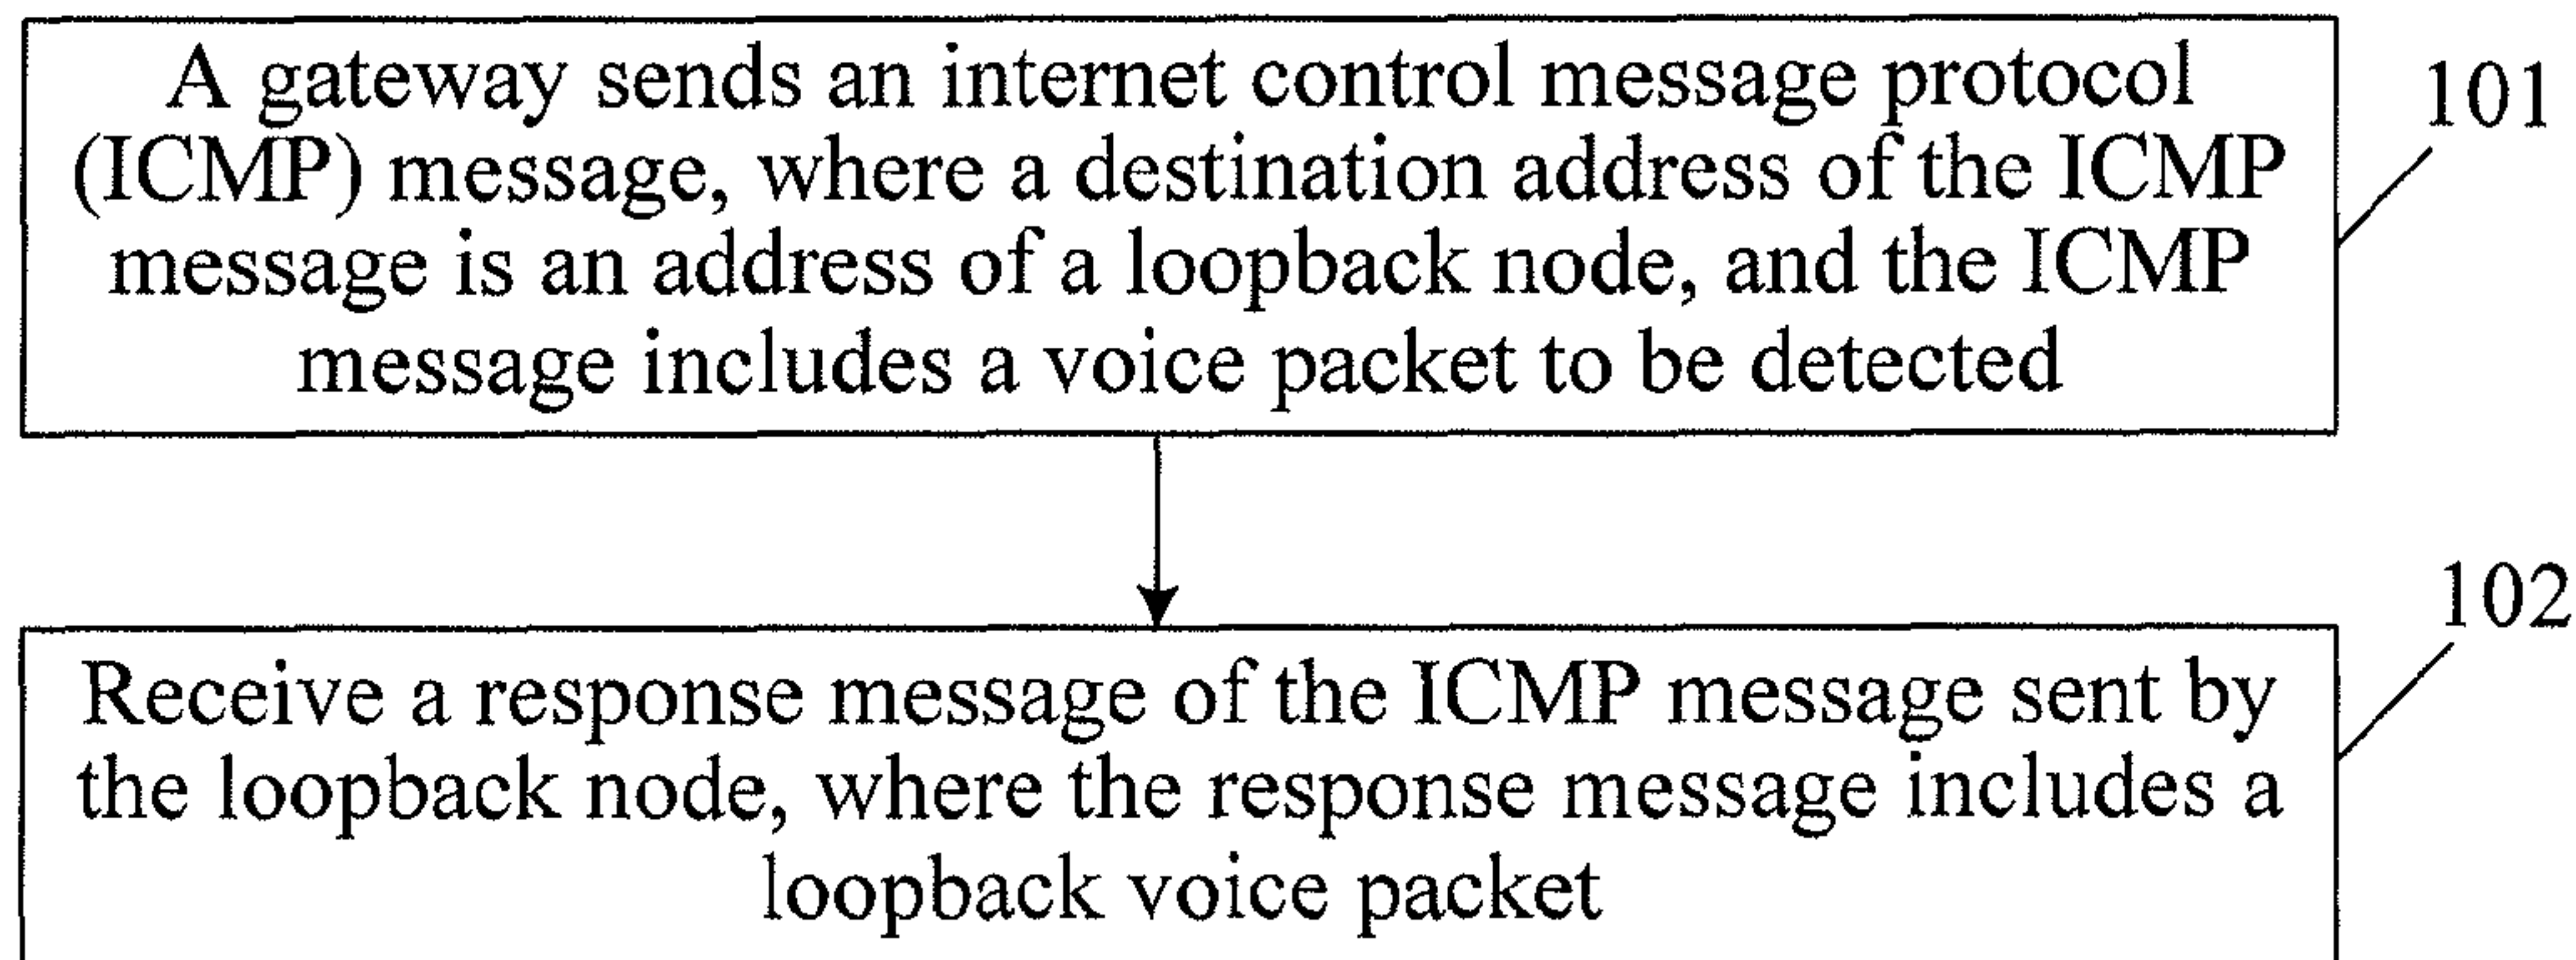 A gateway sends an internet control message protocol
(ICMP) message, where a destination address of the ICMP
message is an address of a loopback node, and the ICMP
message includes a voice packet to be detected
101
102
Receive a response message of the ICMP message sent by
the loopback node, where the response message includes a
loopback voice packet